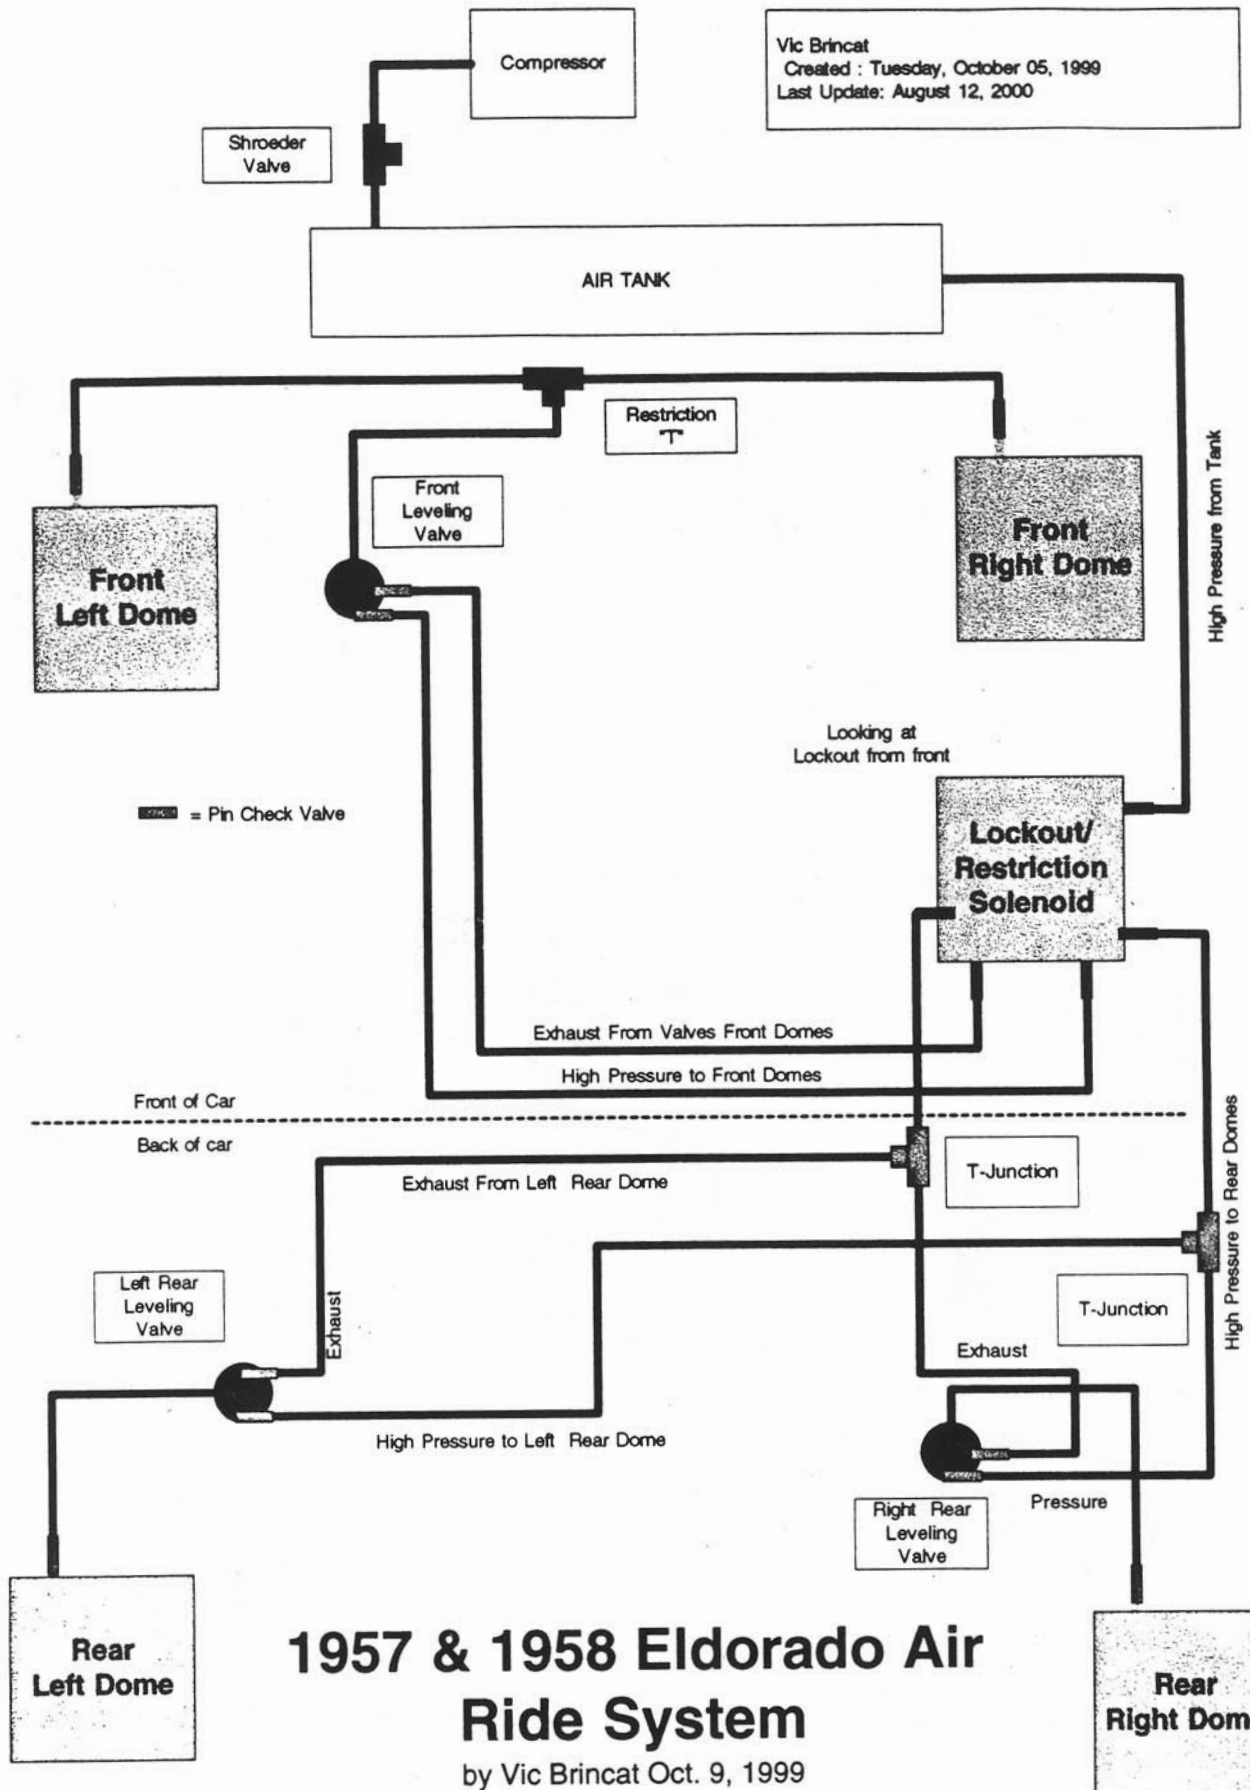 Compressor
Vic Brincat
Created : Tuesday, October 05, 1999
Last Update: August 12, 2000
Shroeder
Valve
AIR TANK
Restriction
"T"
High Pressure from Tank
Front
Leveling
Valve
Front
Left Dome
Front
Right Dome
Looking at
Lockout from front
= Pin Check Valve
Lockout/
Restriction
Solenoid
Exhaust From Valves Front Domes
High Pressure to Front Domes
Front of Car
Back of car
Exhaust From Left Rear Dome
T-Junction
High Pressure to Rear Domes
Left Rear
Leveling
Valve
Exhaust
T-Junction
Exhaust
High Pressure to Left Rear Dome
Pressure
Right Rear
Leveling
Valve
Rear
Left Dome
1957 & 1958 Eldorado Air
Ride System
by Vic Brincat Oct. 9, 1999
Rear
Right Dom